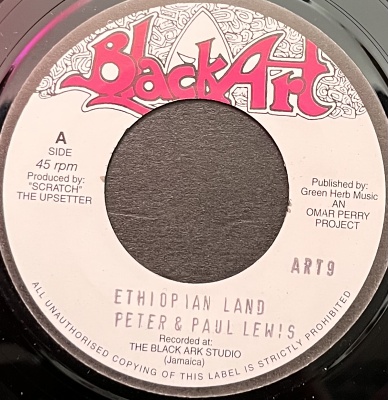 BlackArt
A
SIDE
45 rpm
Produced by:
"SCRATCH"
THE UPSETTER
Published by:
Green Herb Music
AN
OMAR PERRY
PROJECT
ART9
ETHIOPIAN LAND
PETER & PAUL LEWIS
Recorded at:
THE BLACK ARK STUDIO
(Jamaica)
ALL UNAUTHORISED COPYING OF THIS LABEL IS STRICTLY PROHIBITED